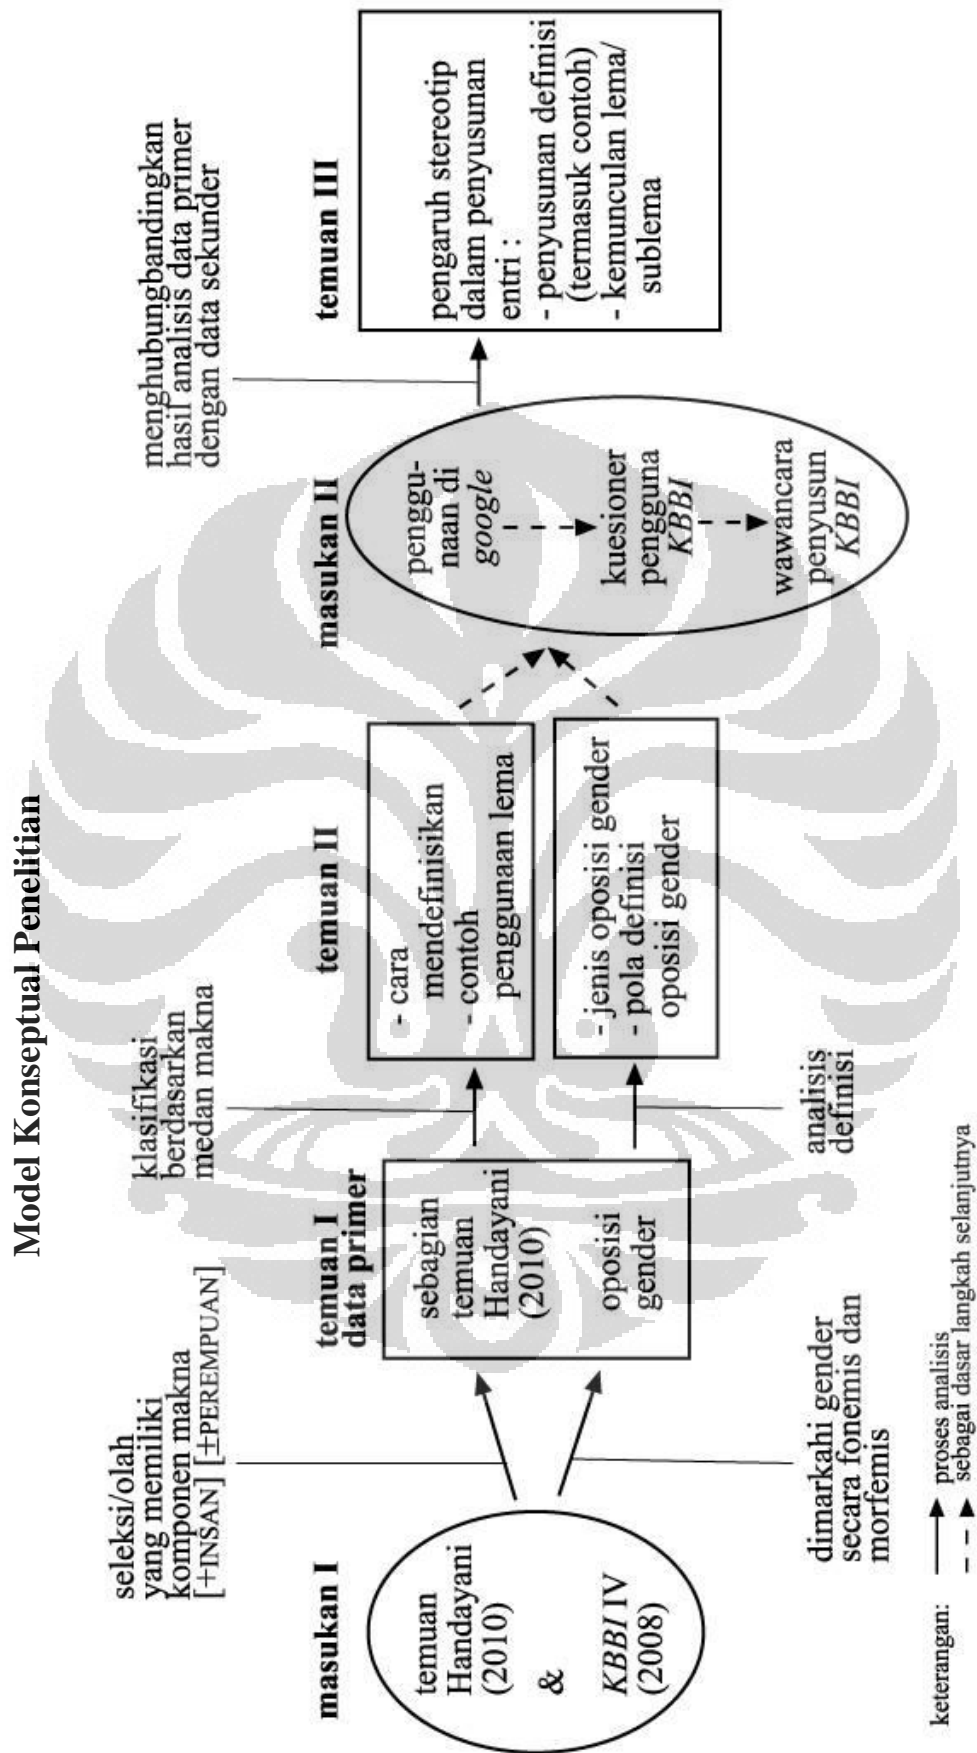 Model Konseptual Penelitian
masukan I
temuan
Handayani
(2010)
&
KBBI IV
(2008)
seleksi/olah
yang memiliki
komponen makna
[+INSAN] [±PEREMPUAN]
dimarkahi gender
secara fonemis dan
morfemis
temuan I
data primer
sebagian
temuan
Handayani
(2010)
oposisi
gender
klasifikasi
berdasarkan
medan makna
analisis
definisi
temuan II
- cara
mendefinisikan
- contoh
penggunaan lema
- jenis oposisi gender
- pola definisi
oposisi gender
masukan II
penggu-
naan di
google
kuesioner
pengguna
KBBI
wawancara
penyusun
KBBI
menghubungbandingkan
hasil analisis data primer
dengan data sekunder
temuan III
pengaruh stereotip
dalam penyusunan
entri :
- penyusunan definisi
(termasuk contoh)
- kemunculan lema/
sublema
keterangan:
proses analisis
sebagai dasar langkah selanjutnya